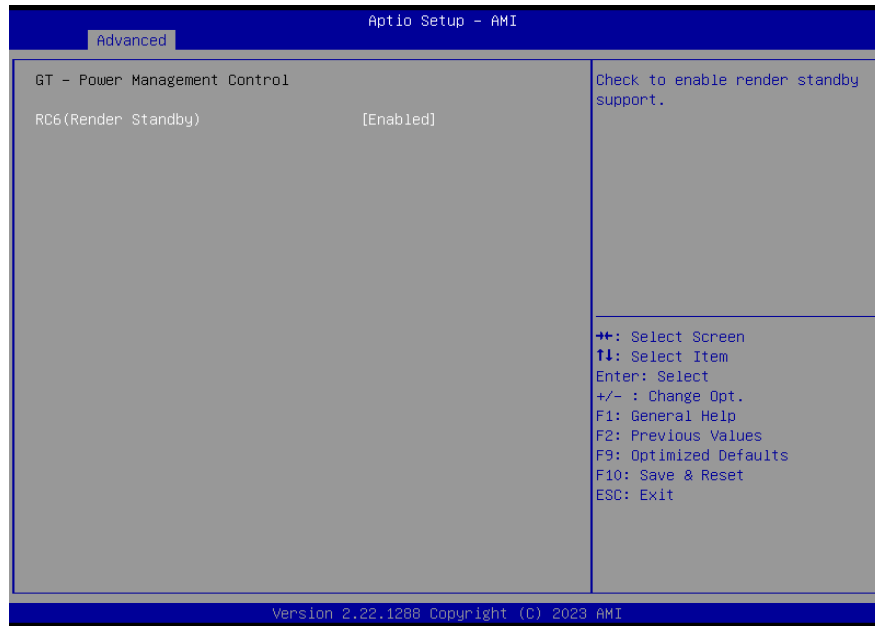 Aptio Setup - AMI
Advanced
GT - Power Management Control
RC6(Render Standby) [Enabled]
Check to enable render standby
support.
→←: Select Screen
↑↓: Select Item
Enter: Select
+/- : Change Opt.
F1: General Help
F2: Previous Values
F9: Optimized Defaults
F10: Save & Reset
ESC: Exit
Version 2.22.1288 Copyright (C) 2023 AMI